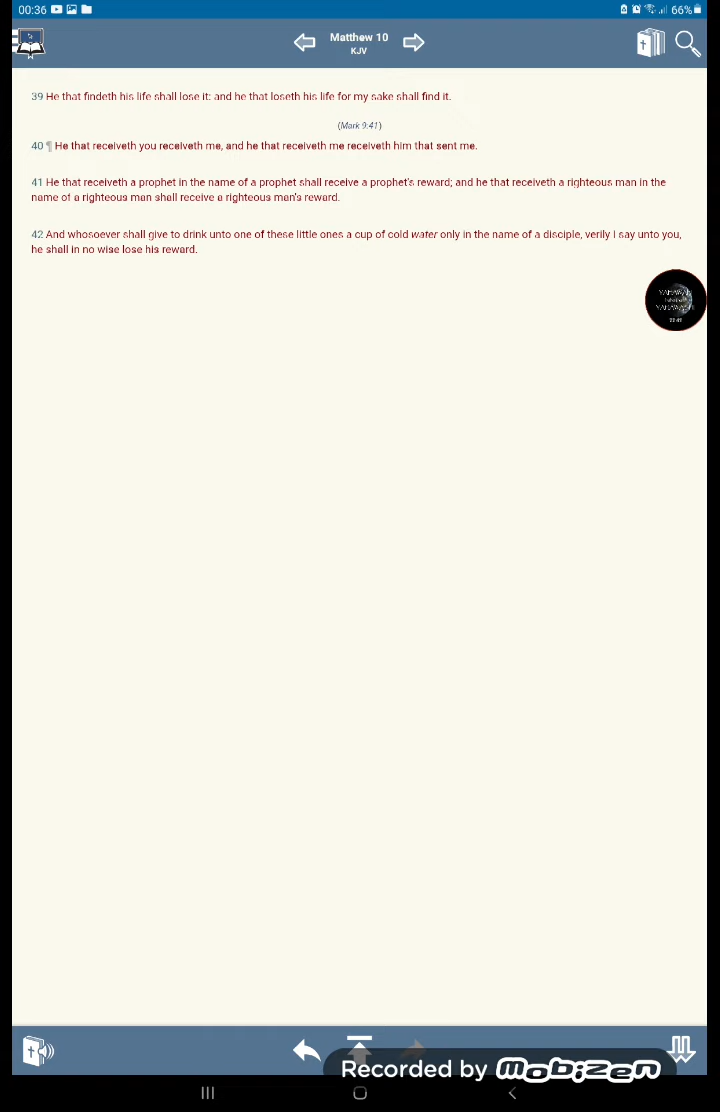 00:36
66%
Matthew 10
KJV
39 He that findeth his life shall lose it: and he that loseth his life for my sake shall find it.
(Mark 9:41)
40 ¶ He that receiveth you receiveth me, and he that receiveth me receiveth him that sent me.
41 He that receiveth a prophet in the name of a prophet shall receive a prophet's reward; and he that receiveth a righteous man in the
name of a righteous man shall receive a righteous man's reward.
42 And whosoever shall give to drink unto one of these little ones a cup of cold water only in the name of a disciple, verily I say unto you,
he shall in no wise lose his reward.
YAHAWAH
YAHAWASHI
Recorded by mobizen